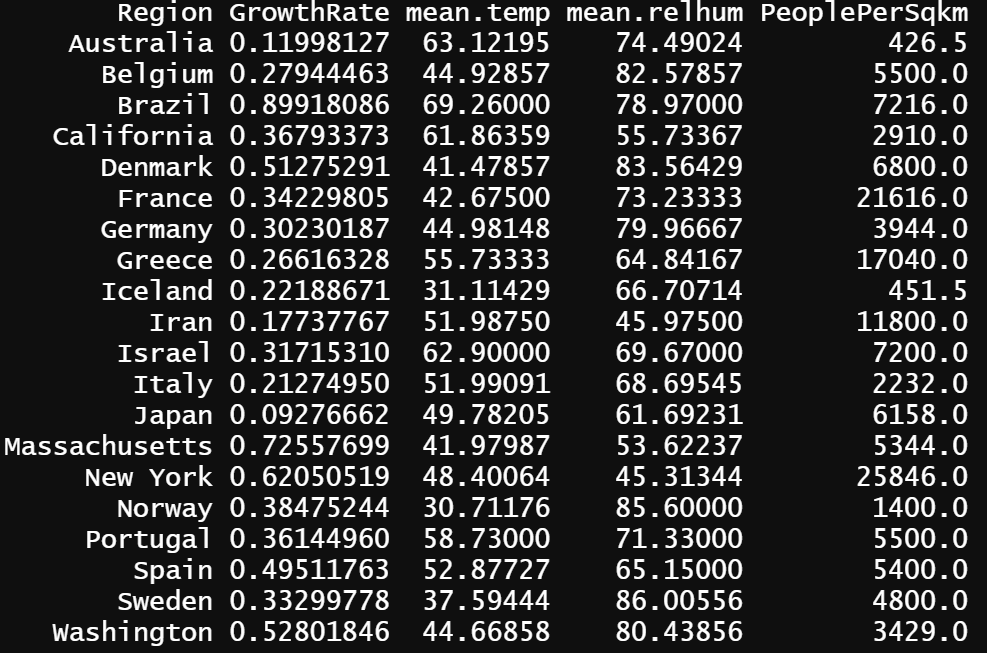 Region GrowthRate mean.temp mean.relhum PeoplePerSqkm
Australia 0.11998127 63.12195 74.49024 426.5
Belgium 0.27944463 44.92857 82.57857 5500.0
Brazil 0.89918086 69.26000 78.97000 7216.0
California 0.36793373 61.86359 55.73367 2910.0
Denmark 0.51275291 41.47857 83.56429 6800.0
France 0.34229805 42.67500 73.23333 21616.0
Germany 0.30230187 44.98148 79.96667 3944.0
Greece 0.26616328 55.73333 64.84167 17040.0
Iceland 0.22188671 31.11429 66.70714 451.5
Iran 0.17737767 51.98750 45.97500 11800.0
Israel 0.31715310 62.90000 69.67000 7200.0
Italy 0.21274950 51.99091 68.69545 2232.0
Japan 0.09276662 49.78205 61.69231 6158.0
Massachusetts 0.72557699 41.97987 53.62237 5344.0
New York 0.62050519 48.40064 45.31344 25846.0
Norway 0.38475244 30.71176 85.60000 1400.0
Portugal 0.36144960 58.73000 71.33000 5500.0
Spain 0.49511763 52.87727 65.15000 5400.0
Sweden 0.33299778 37.59444 86.00556 4800.0
Washington 0.52801846 44.66858 80.43856 3429.0